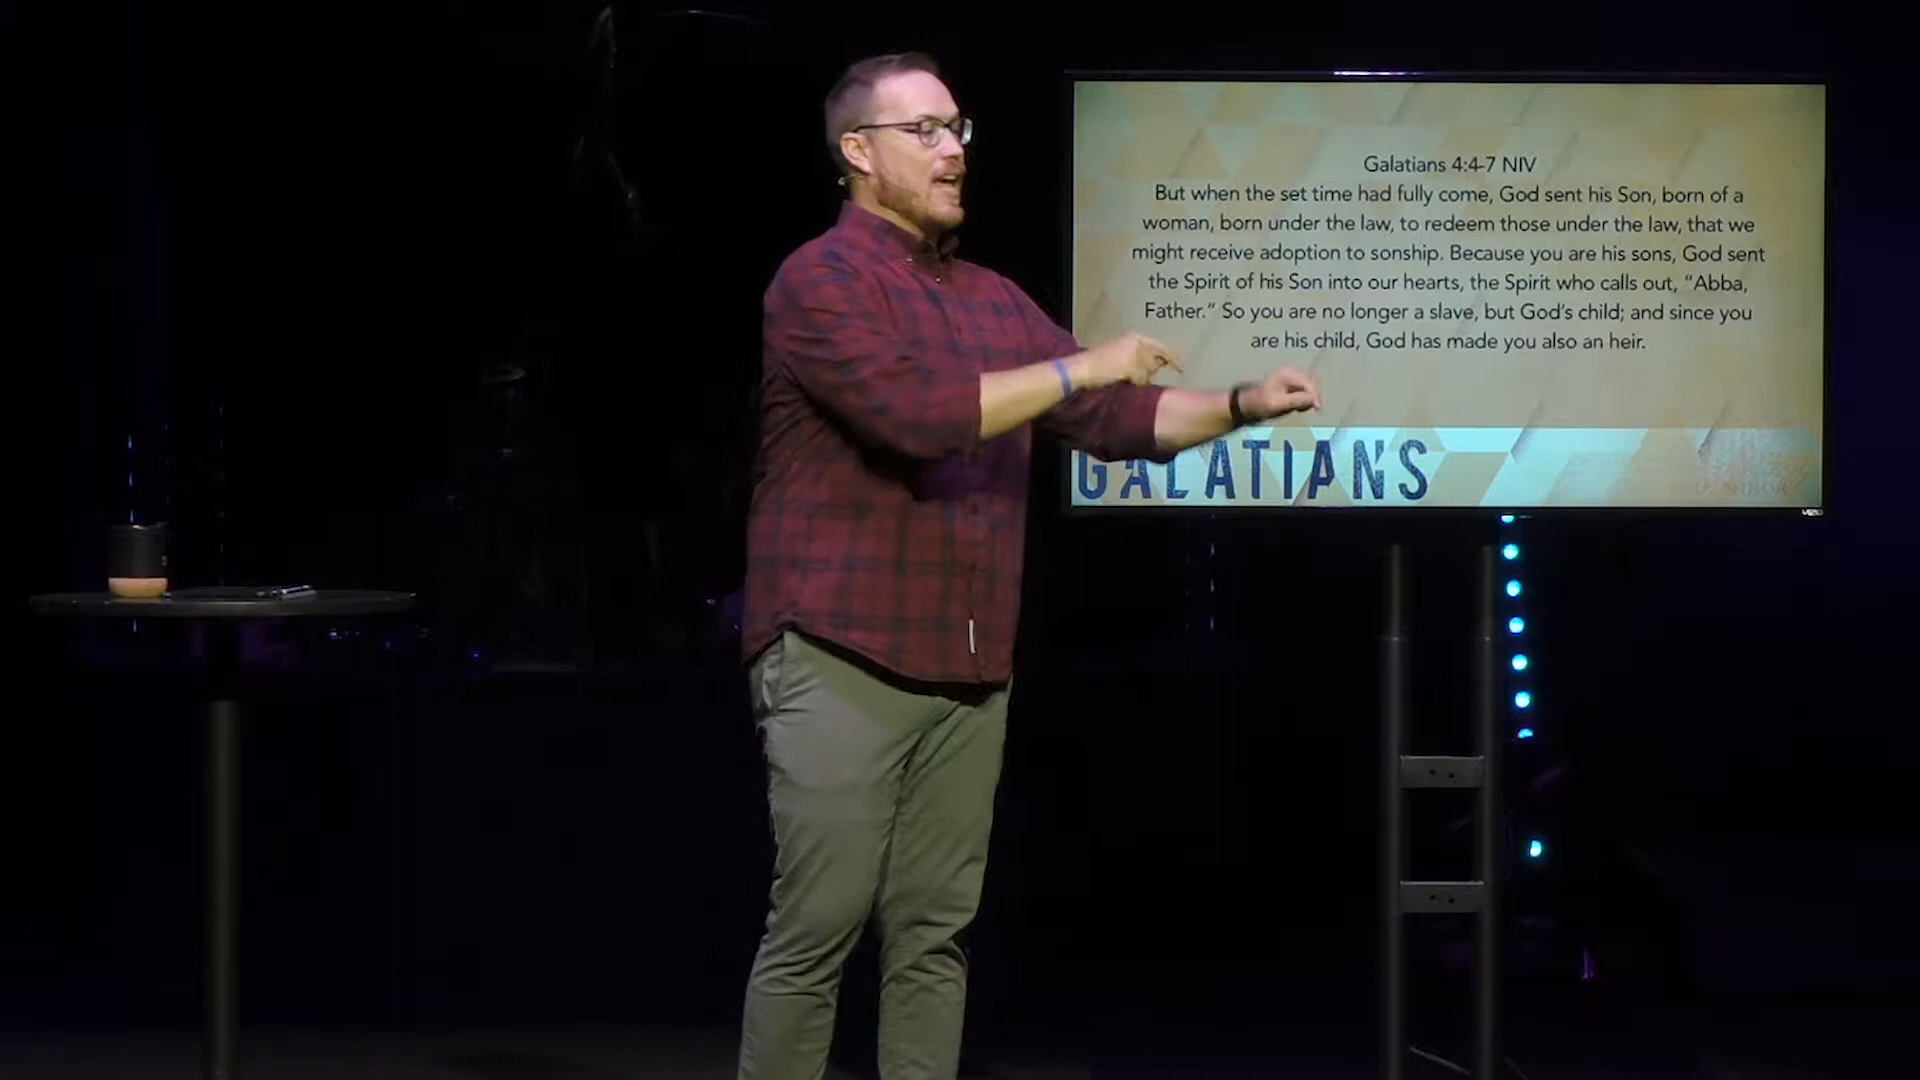 Galatians 4:4-7 NIV
But when the set time had fully come, God sent his Son, born of a
woman, born under the law, to redeem those under the law, that we
might receive adoption to sonship. Because you are his sons, God sent
the Spirit of his Son into our hearts, the Spirit who calls out, “Abba,
Father.” So you are no longer a slave, but God’s child; and since you
are his child, God has made you also an heir.
GALATIANS
VIZIO